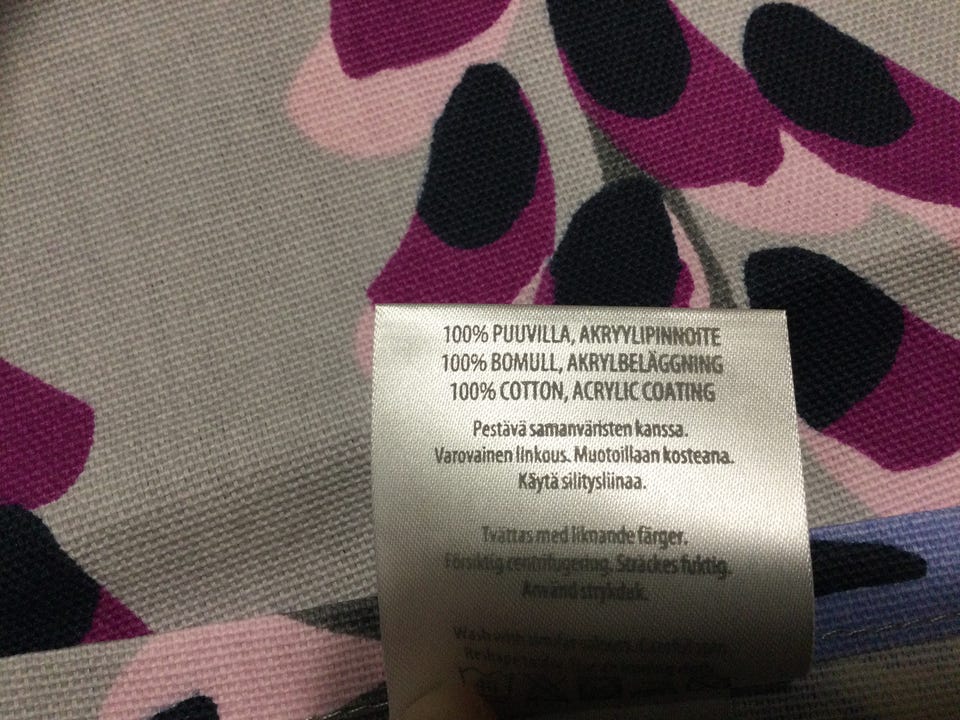 100% PUUVILLA, AKRYYLIPINNOITE
100% BOMULL, AKRYLBELÄGGNING
100% COTTON, ACRYLIC COATING
Pestävä samanväristen kanssa.
Varovainen linkous. Muotoillaan kosteana.
Käytä silitysliinaa.
Tvättas med liknande färger.
Försiktig centrifugering. Sträckes fuktig.
Använd strykduk.